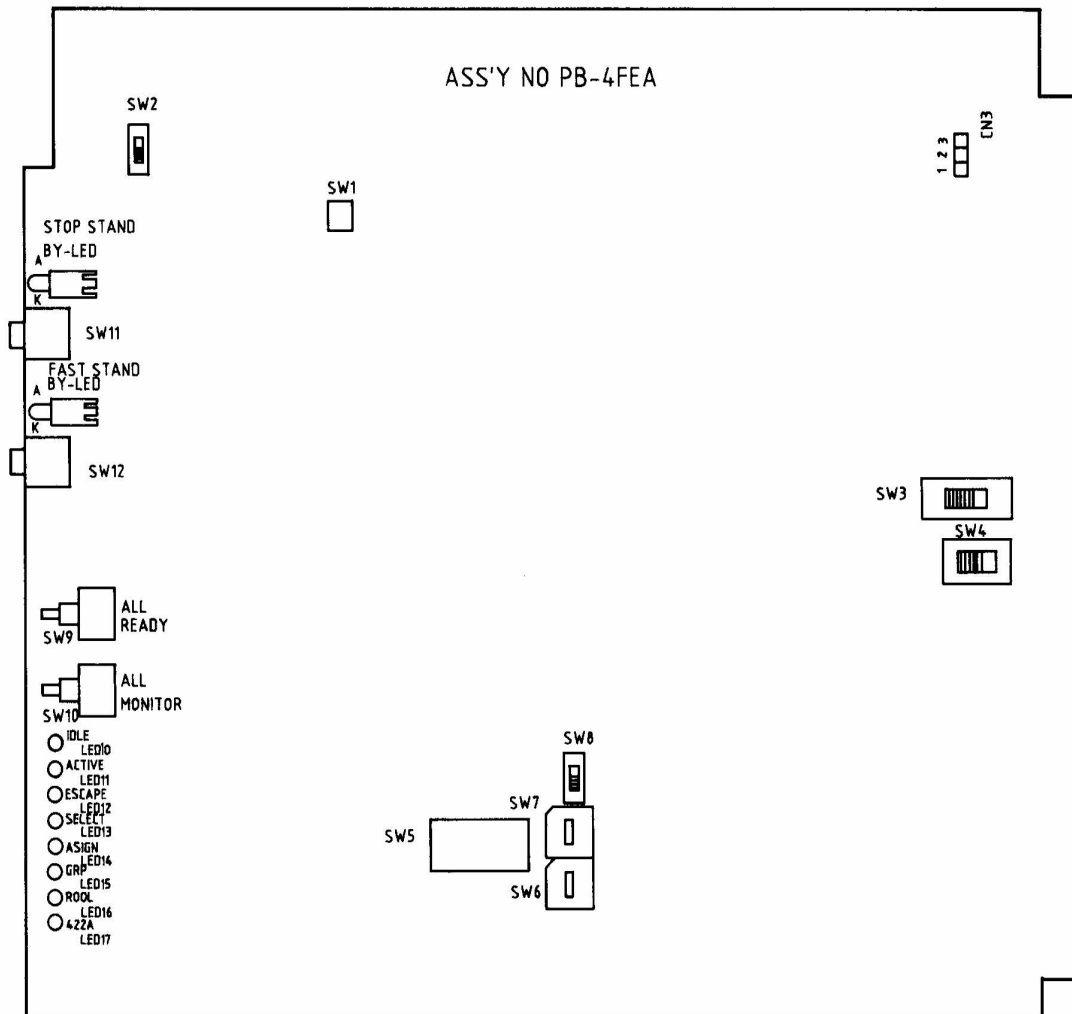 ASS'Y NO PB-4FEA
SW2
CN3
1 2 3
SW1
STOP STAND
BY-LED
A
K
SW11
FAST STAND
BY-LED
A
K
SW12
SW3
SW4
ALL
READY
SW9
ALL
MONITOR
SW10
IDLE
LED10
ACTIVE
LED11
ESCAPE
LED12
SELECT
LED13
ASIGN
LED14
GRP
LED15
ROOL
LED16
422A
LED17
SW8
SW7
SW5
SW6